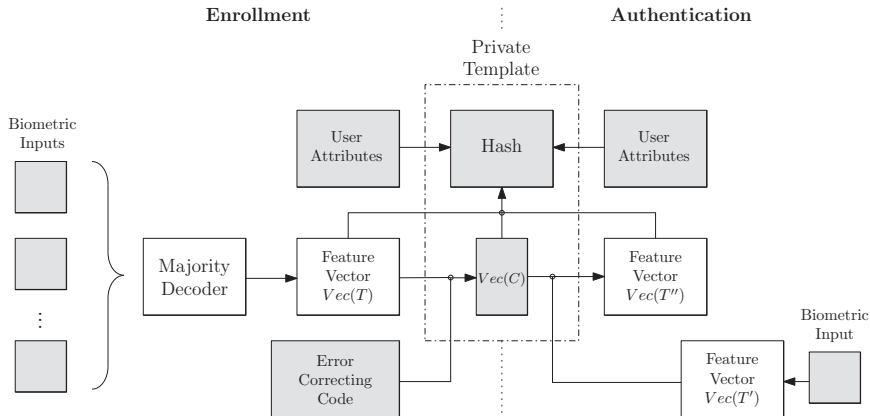 Enrollment
Authentication
Private
Template
Biometric
Inputs
User
Attributes
Hash
User
Attributes
Majority
Decoder
Feature
Vector
Vec(T)
Vec(C)
Feature
Vector
Vec(T′′)
Biometric
Input
Error
Correcting
Code
Feature
Vector
Vec(T′)